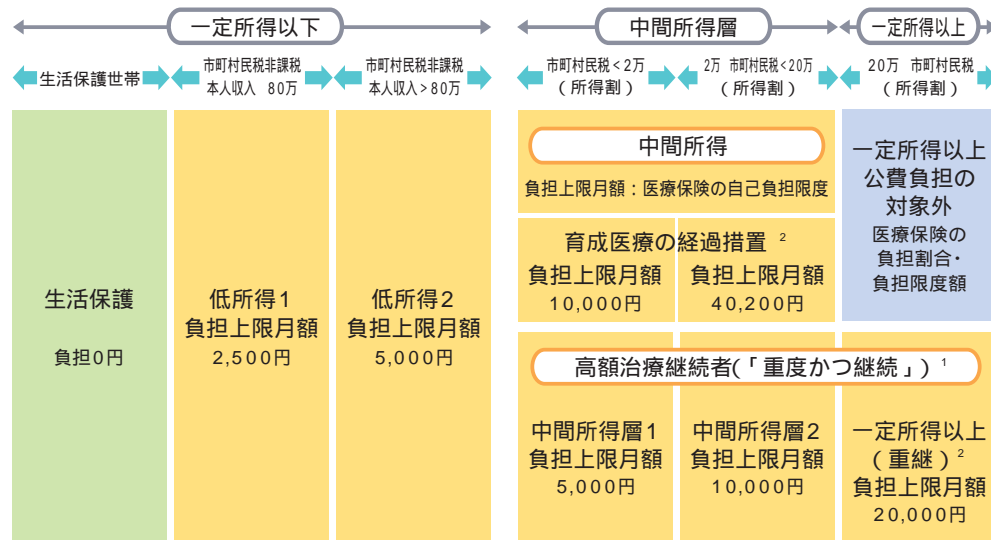 一定所得以下
中間所得層
一定所得以上
生活保護世帯
市町村民税非課税
本人収入 80万
市町村民税非課税
本人収入>80万
市町村民税<2万
(所得割)
2万 市町村民税<20万
(所得割)
20万 市町村民税
(所得割)
生活保護
負担0円
低所得1
負担上限月額
2,500円
低所得2
負担上限月額
5,000円
中間所得
負担上限月額:医療保険の自己負担限度
育成医療の経過措置 2
負担上限月額
10,000円
負担上限月額
40,200円
一定所得以上
公費負担の
対象外
医療保険の
負担割合・
負担限度額
高額治療継続者(「重度かつ継続」) 1
中間所得層1
負担上限月額
5,000円
中間所得層2
負担上限月額
10,000円
一定所得以上
(重継) 2
負担上限月額
20,000円